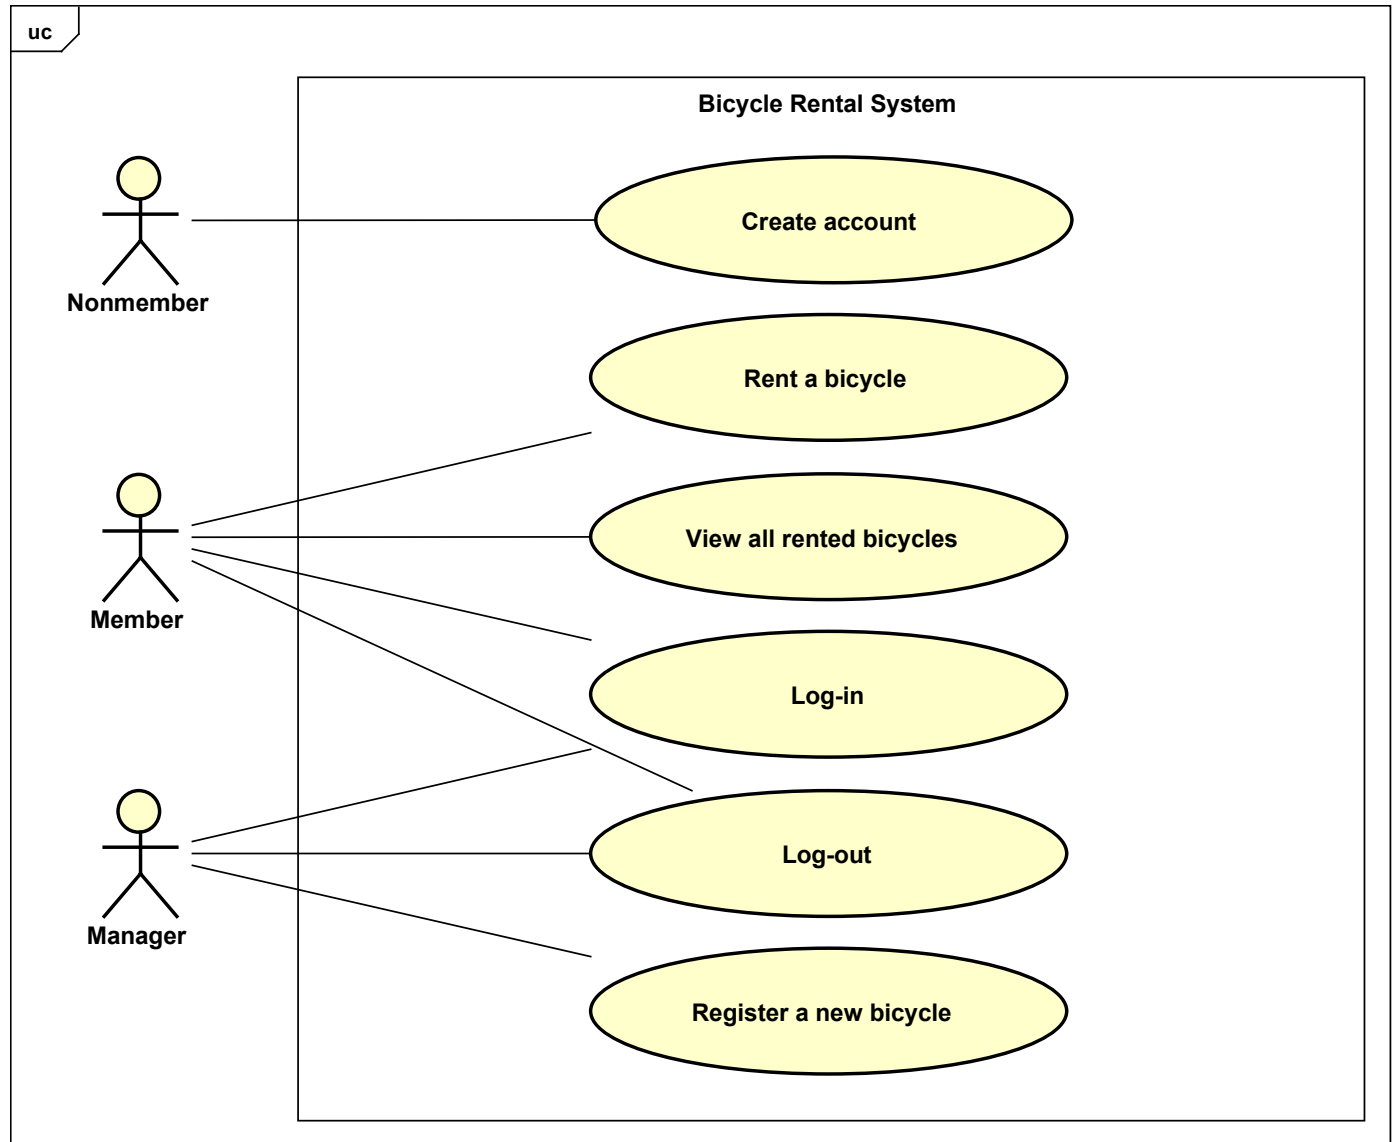 uc
Bicycle Rental System
Create account
Nonmember
Rent a bicycle
View all rented bicycles
Member
Log-in
Log-out
Manager
Register a new bicycle